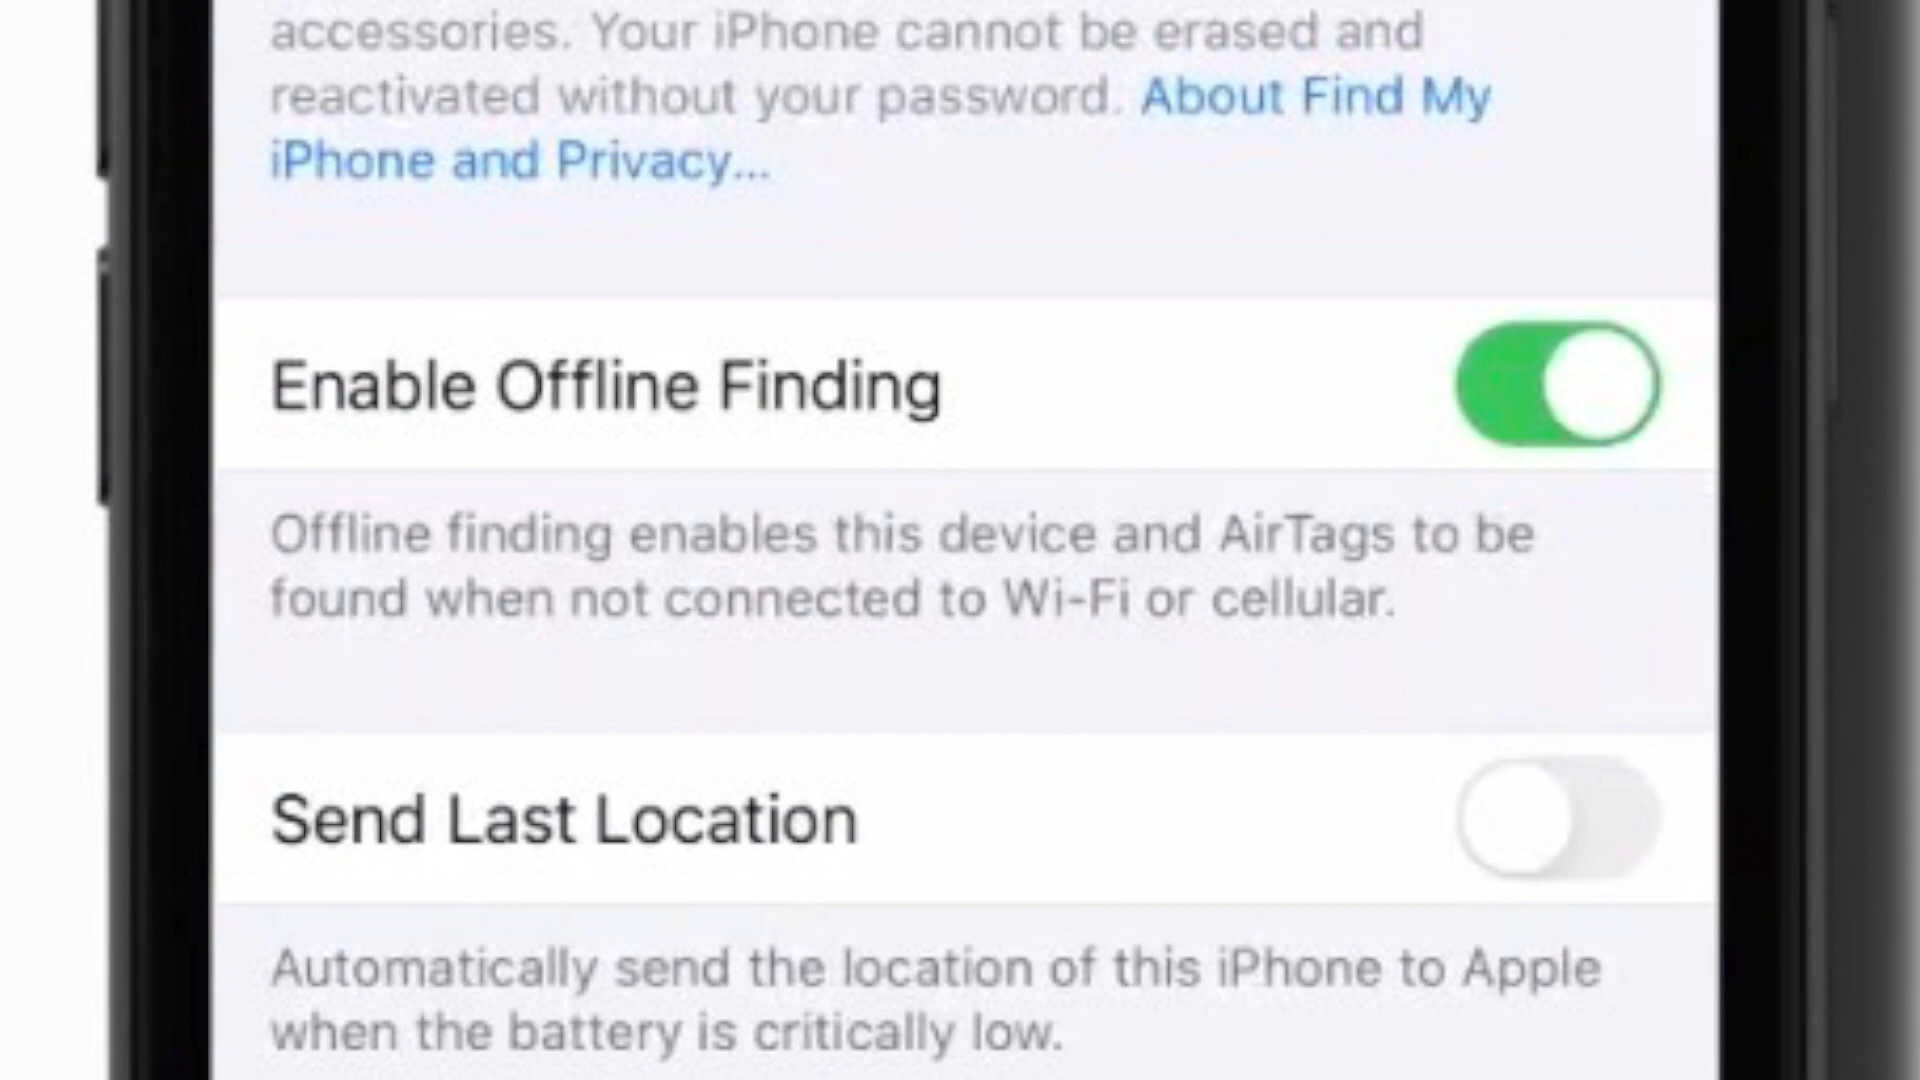 accessories. Your iPhone cannot be erased and
reactivated without your password. About Find My
iPhone and Privacy...
Enable Offline Finding
Offline finding enables this device and AirTags to be
found when not connected to Wi-Fi or cellular.
Send Last Location
Automatically send the location of this iPhone to Apple
when the battery is critically low.